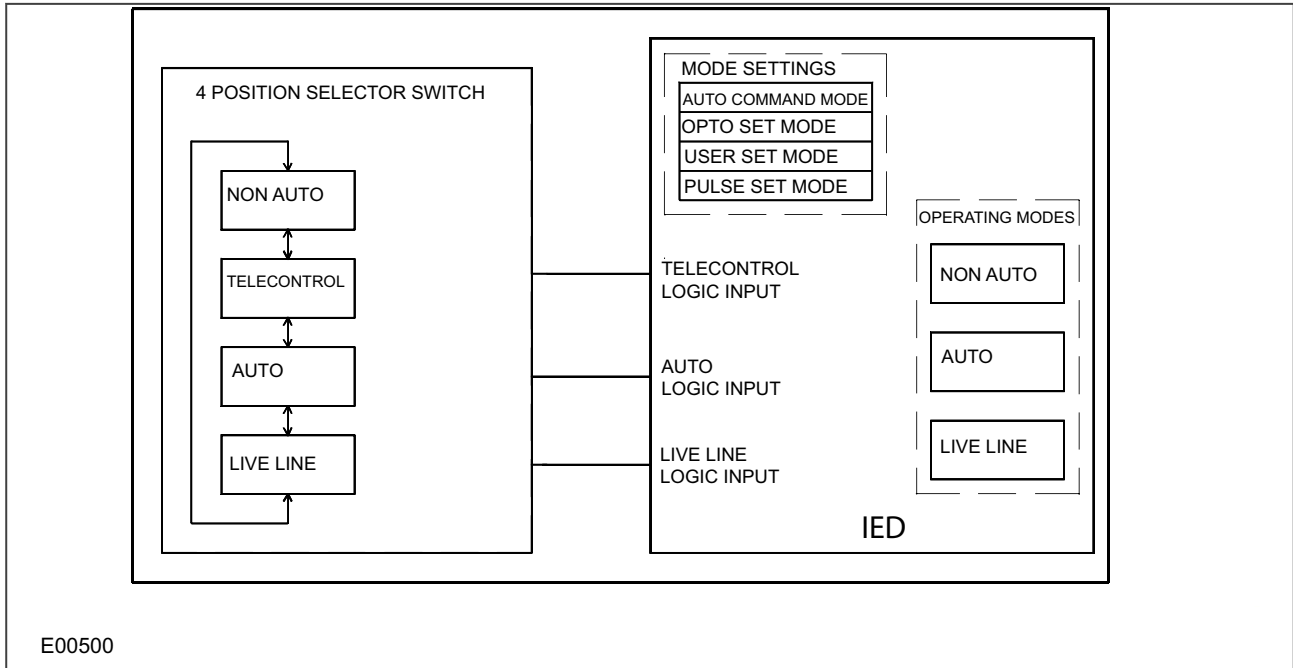 4 POSITION SELECTOR SWITCH
NON AUTO
TELECONTROL
AUTO
LIVE LINE
MODE SETTINGS
AUTO COMMAND MODE
OPTO SET MODE
USER SET MODE
PULSE SET MODE
TELECONTROL
LOGIC INPUT
AUTO
LOGIC INPUT
LIVE LINE
LOGIC INPUT
OPERATING MODES
NON AUTO
AUTO
LIVE LINE
IED
E00500